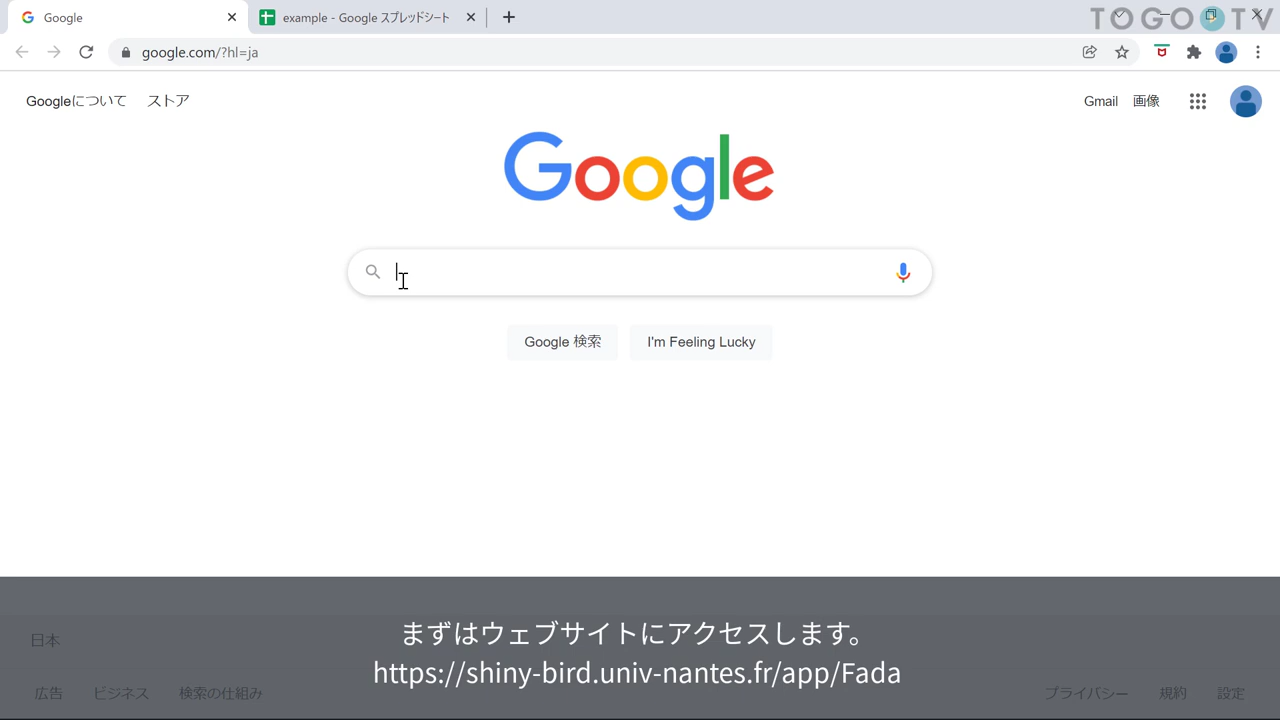 Google
example - Google スプレッドシート
TOGOTV
google.com/?hl=ja
Googleについて ストア
Gmail 画像
Google
Google 検索
I'm Feeling Lucky
まずはウェブサイトにアクセスします。
日本
https://shiny-bird.univ-nantes.fr/app/Fada
広告 ビジネス 検索の仕組み
プライバシー 規約 設定